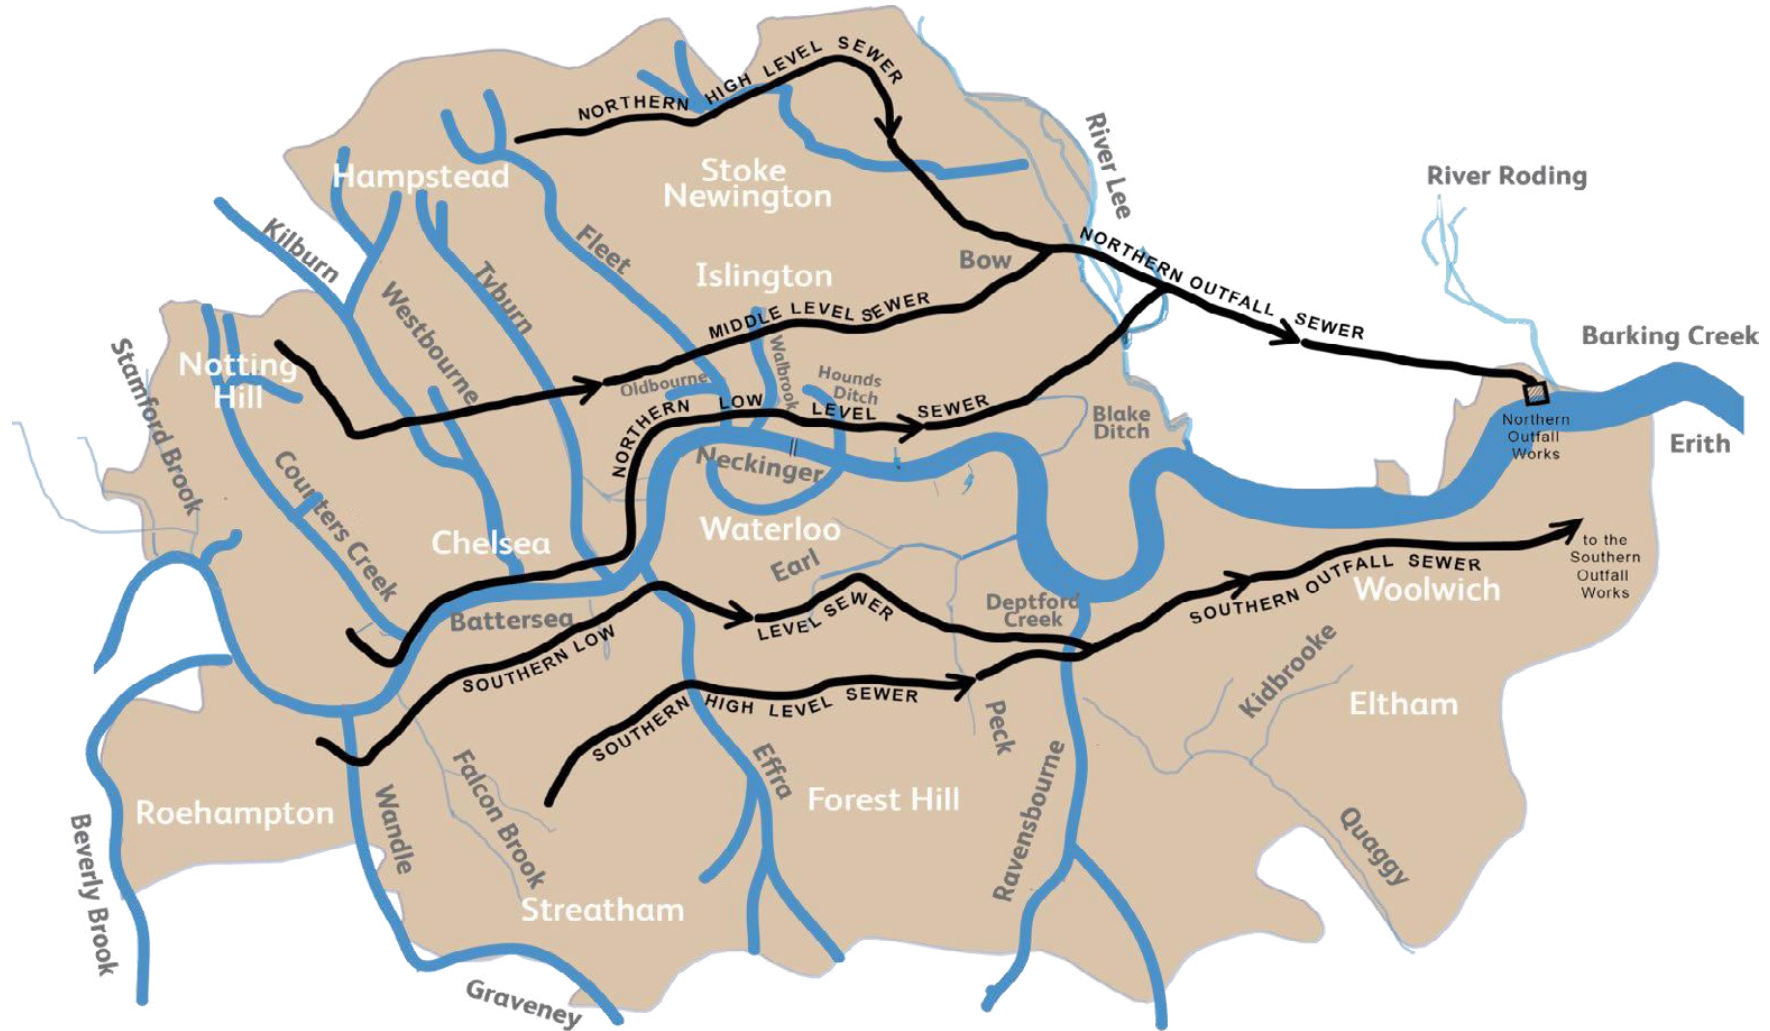 NORTHERN HIGH LEVEL SEWER
River Lee
River Roding
Hampstead
Stoke
Newington
Kilburn
Fleet
Bow
NORTHERN OUTFALL SEWER
Islington
Tyburn
Westbourne
MIDDLE LEVEL SEWER
Barking Creek
Stamford Brook
Notting
Hill
Oldbourne
Walbrook
Hounds
Ditch
NORTHERN LOW LEVEL SEWER
Blake
Ditch
Northern
Outfall
Works
Erith
Neckinger
Counters Creek
Chelsea
Waterloo
Earl
to the
Southern
Outfall
Works
Battersea
Deptford
Creek
Woolwich
SOUTHERN LOW LEVEL SEWER
SOUTHERN OUTFALL SEWER
Kidbrooke
SOUTHERN HIGH LEVEL SEWER
Eltham
Peck
Effra
Falcon Brook
Forest Hill
Roehampton
Wandle
Ravensbourne
Quaggy
Beverly Brook
Streatham
Graveney